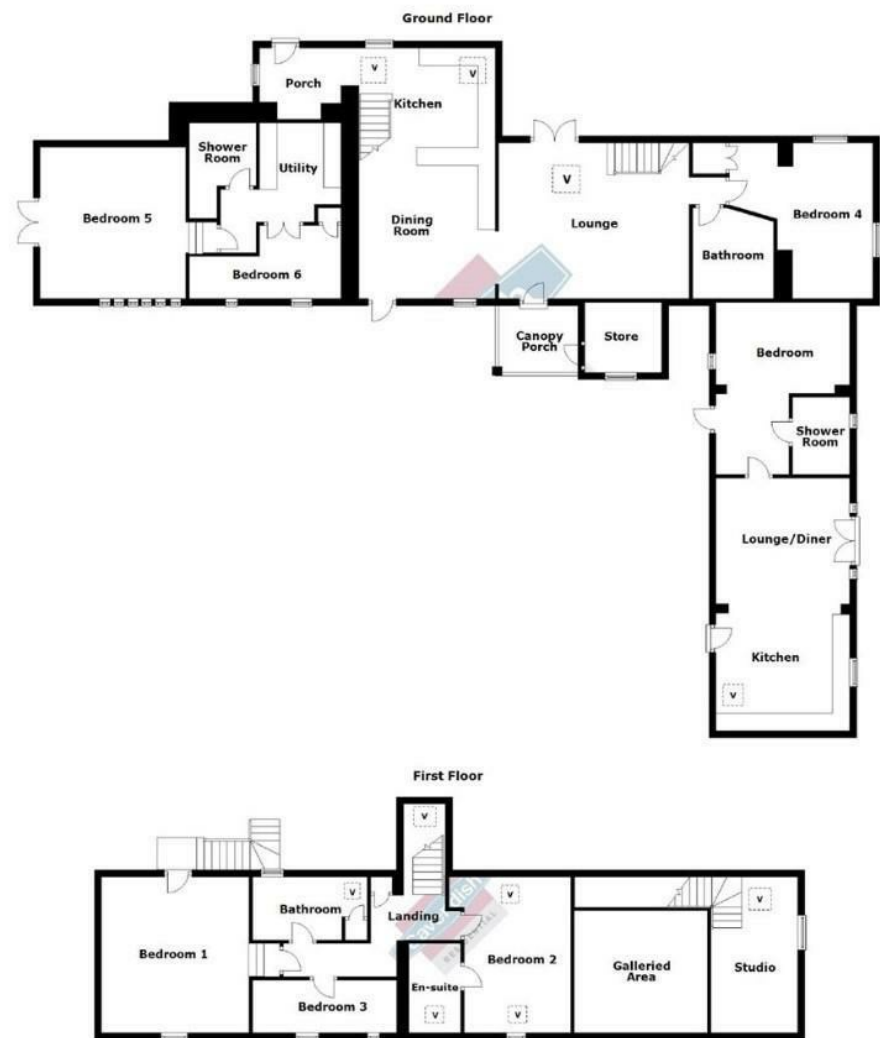 Ground Floor
Porch
V
V
Kitchen
Shower
Room
Utility
Bedroom 5
Dining
Room
V
Lounge
Bedroom 4
Bathroom
Bedroom 6
Canopy
Porch
Store
Bedroom
Shower
Room
Lounge/Diner
Kitchen
V
First Floor
V
V
V
V
Bathroom
Landing
Bedroom 1
Bedroom 2
Galleried
Area
Studio
En-suite
Bedroom 3
V
V